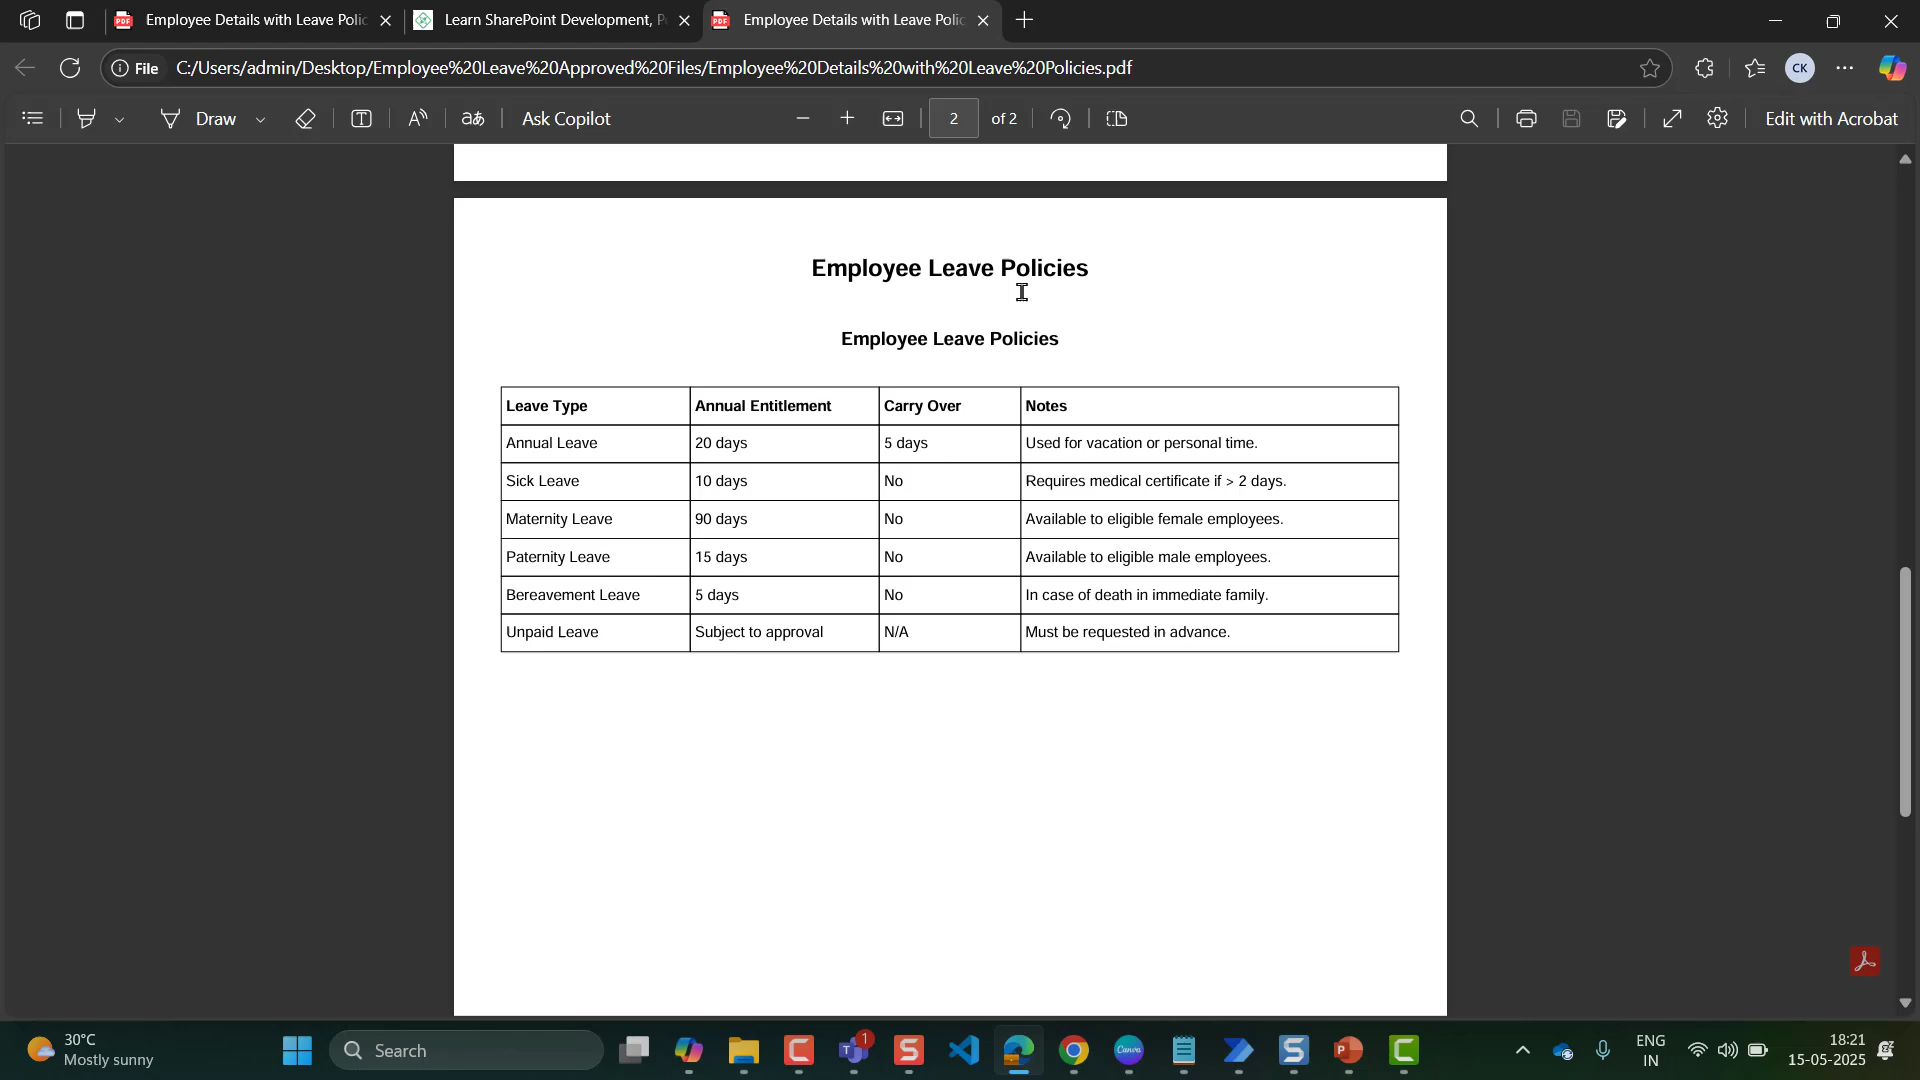 Employee Details with Leave Polic
Learn SharePoint Development, P
Employee Details with Leave Polic
File C:/Users/admin/Desktop/Employee%20Leave%20Approved%20Files/Employee%20Details%20with%20Leave%20Policies.pdf
CK
Draw
aあ
Ask Copilot
2 of 2
Edit with Acrobat
Employee Leave Policies
Employee Leave Policies
Leave Type Annual Entitlement Carry Over Notes
Annual Leave 20 days 5 days Used for vacation or personal time.
Sick Leave 10 days No Requires medical certificate if > 2 days.
Maternity Leave 90 days No Available to eligible female employees.
Paternity Leave 15 days No Available to eligible male employees.
Bereavement Leave 5 days No In case of death in immediate family.
Unpaid Leave Subject to approval N/A Must be requested in advance.
30°C
Mostly sunny
Search
1
Canva
ENG
IN
18:21
15-05-2025